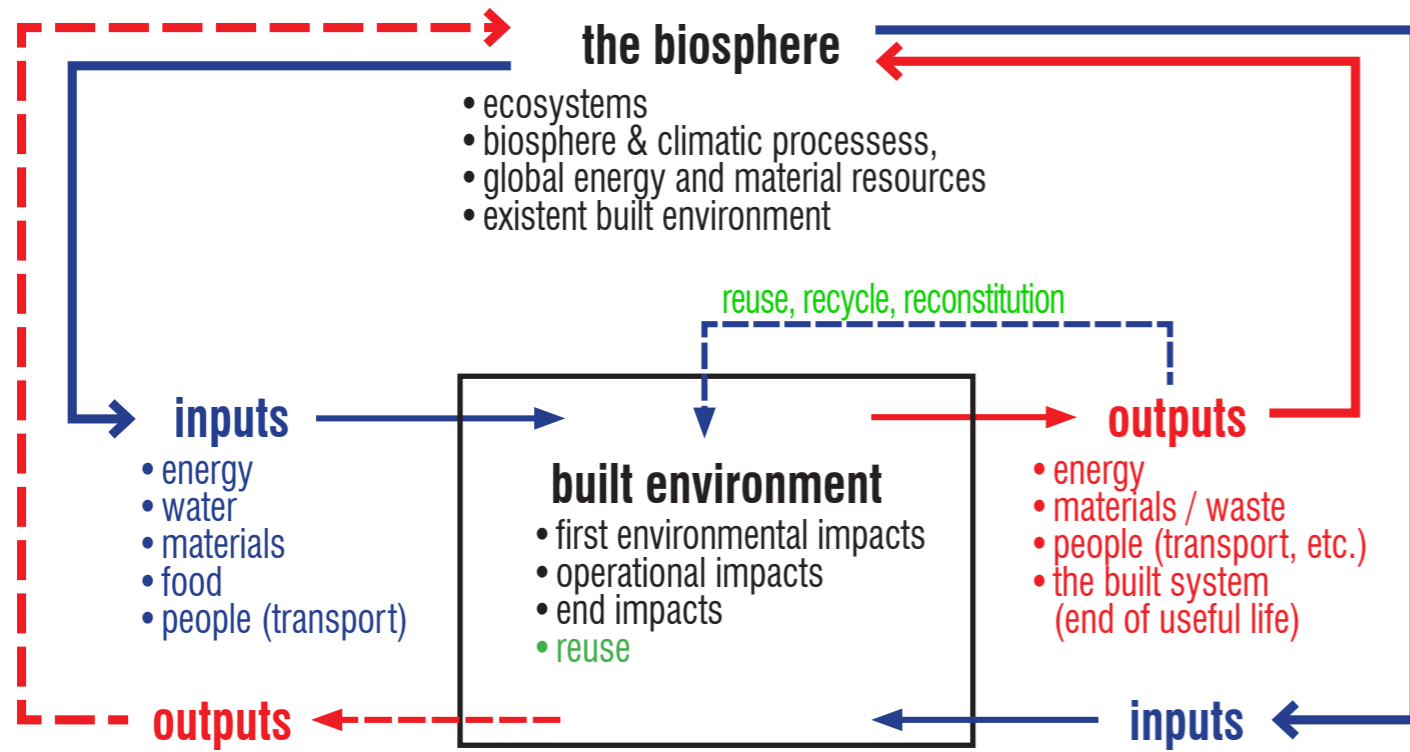 the biosphere
• ecosystems
• biosphere & climatic processess,
• global energy and material resources
• existent built environment
reuse, recycle, reconstitution
inputs
• energy
• water
• materials
• food
• people (transport)
built environment
• first environmental impacts
• operational impacts
• end impacts
• reuse
outputs
• energy
• materials / waste
• people (transport, etc.)
• the built system
(end of useful life)
outputs
inputs